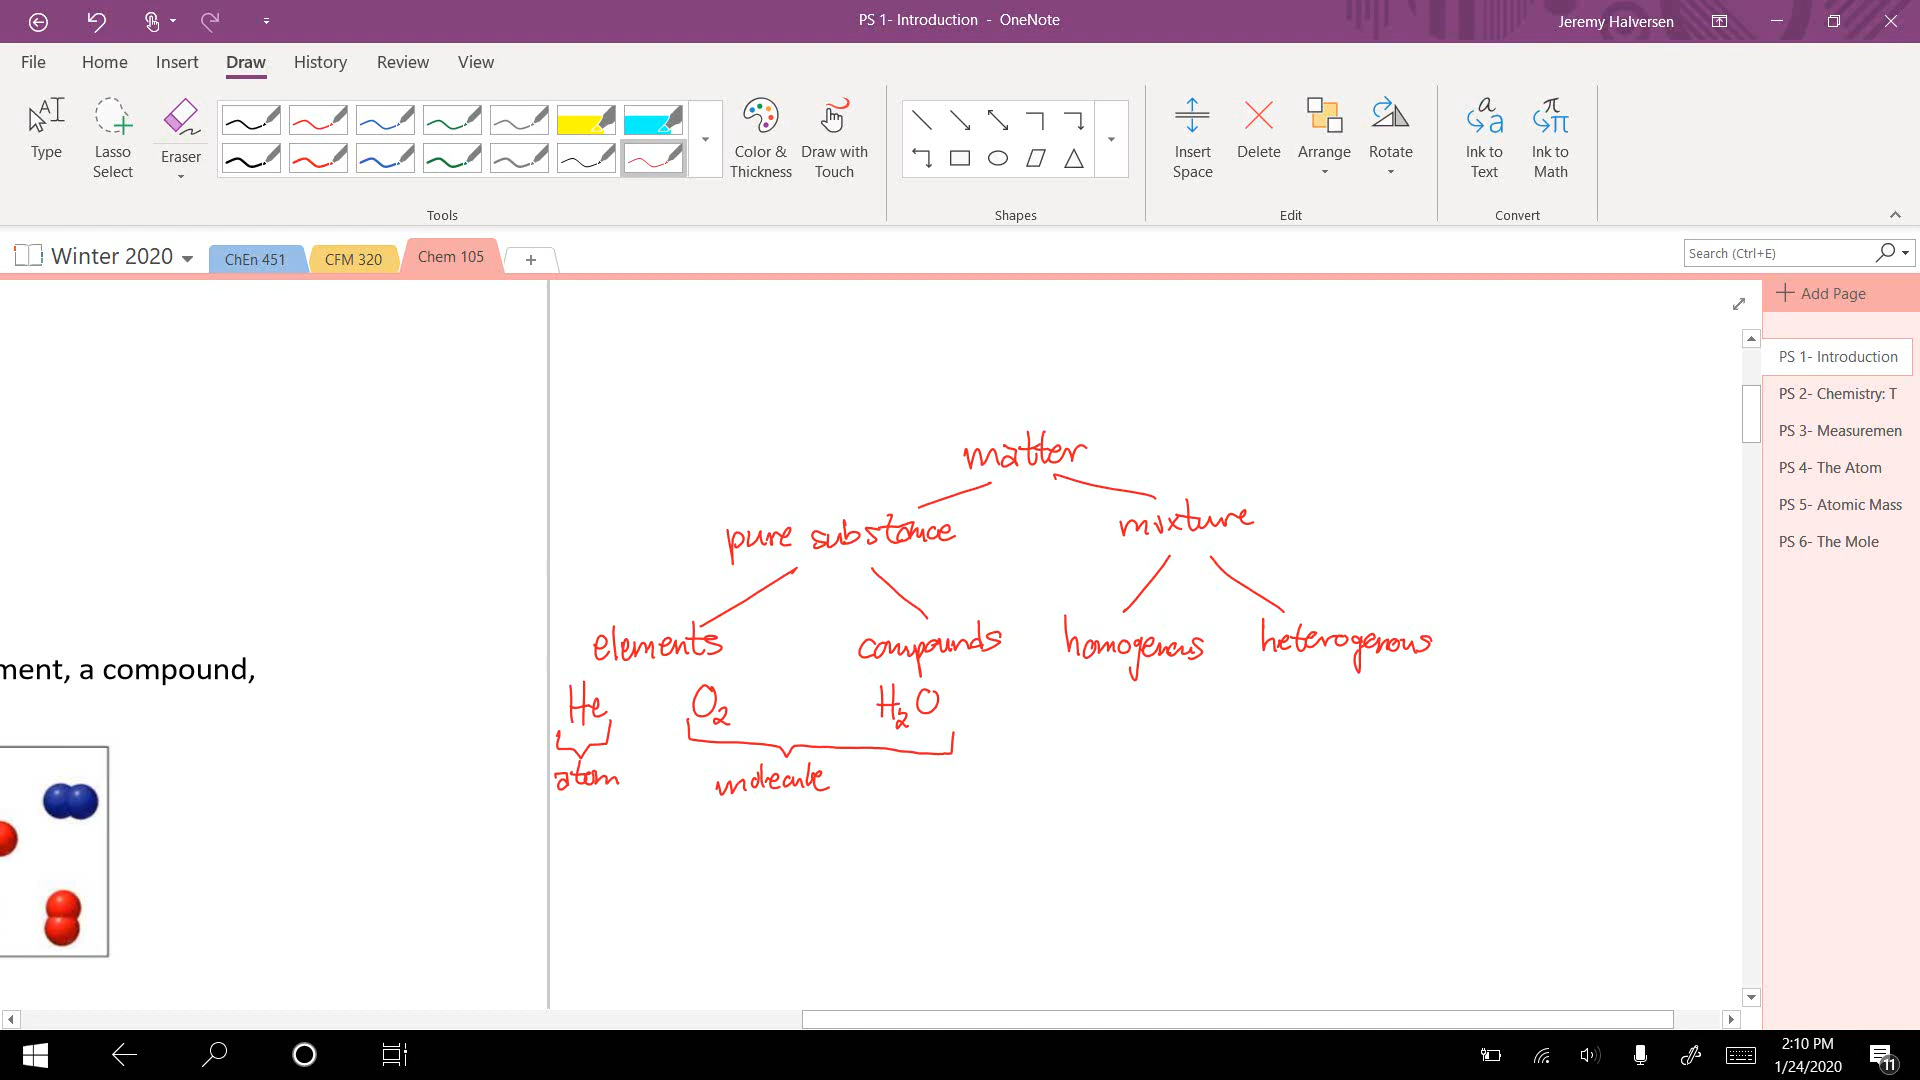 PS 1- Introduction - OneNote
Jeremy Halversen
File Home Insert Draw History Review View
Type
Lasso Select
Eraser
Color & Thickness
Draw with Touch
Insert Space
Delete
Arrange
Rotate
Ink to Text
Ink to Math
Tools
Shapes
Edit
Convert
Winter 2020
ChEn 451
CFM 320
Chem 105
Search (Ctrl+E)
Add Page
PS 1- Introduction
PS 2- Chemistry: T
PS 3- Measuremen
PS 4- The Atom
PS 5- Atomic Mass
PS 6- The Mole
matter
pure substance mixture
elements compounds homogenous heterogenous
He O2 H2O
atom molecule
ment, a compound,
2:10 PM
1/24/2020
11